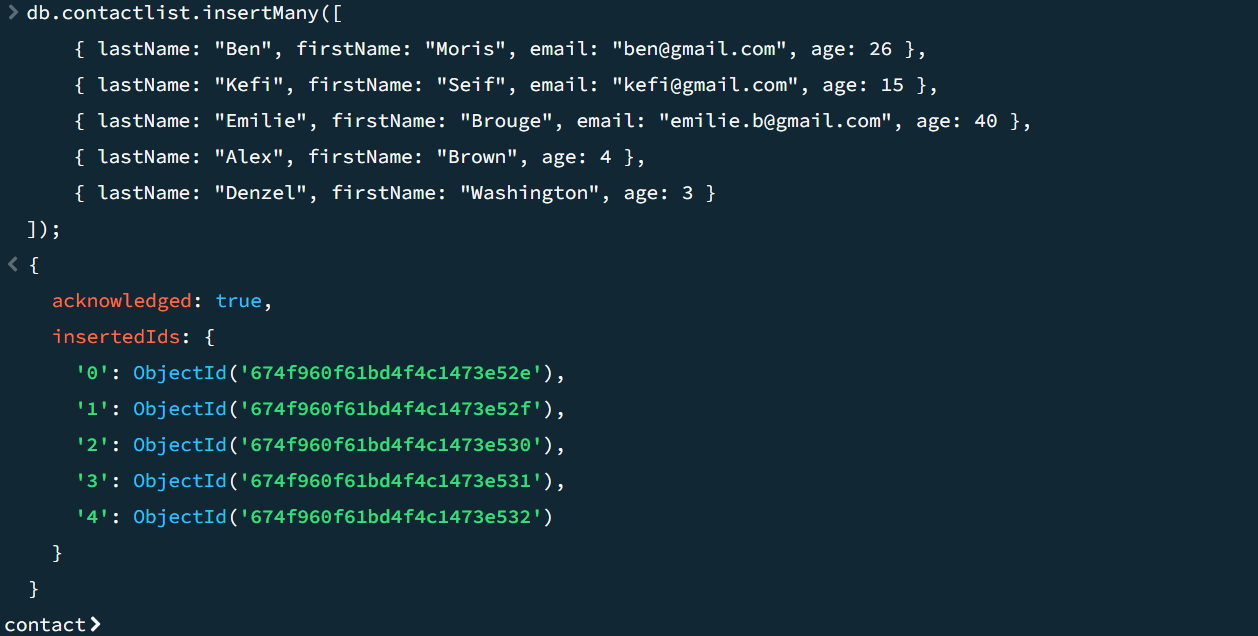 > db.contactlist.insertMany([
{ lastName: "Ben", firstName: "Moris", email: "ben@gmail.com", age: 26 },
{ lastName: "Kefi", firstName: "Seif", email: "kefi@gmail.com", age: 15 },
{ lastName: "Emilie", firstName: "Brouge", email: "emilie.b@gmail.com", age: 40 },
{ lastName: "Alex", firstName: "Brown", age: 4 },
{ lastName: "Denzel", firstName: "Washington", age: 3 }
]);
< {
acknowledged: true,
insertedIds: {
'0': ObjectId('674f960f61bd4f4c1473e52e'),
'1': ObjectId('674f960f61bd4f4c1473e52f'),
'2': ObjectId('674f960f61bd4f4c1473e530'),
'3': ObjectId('674f960f61bd4f4c1473e531'),
'4': ObjectId('674f960f61bd4f4c1473e532')
}
}
contact>